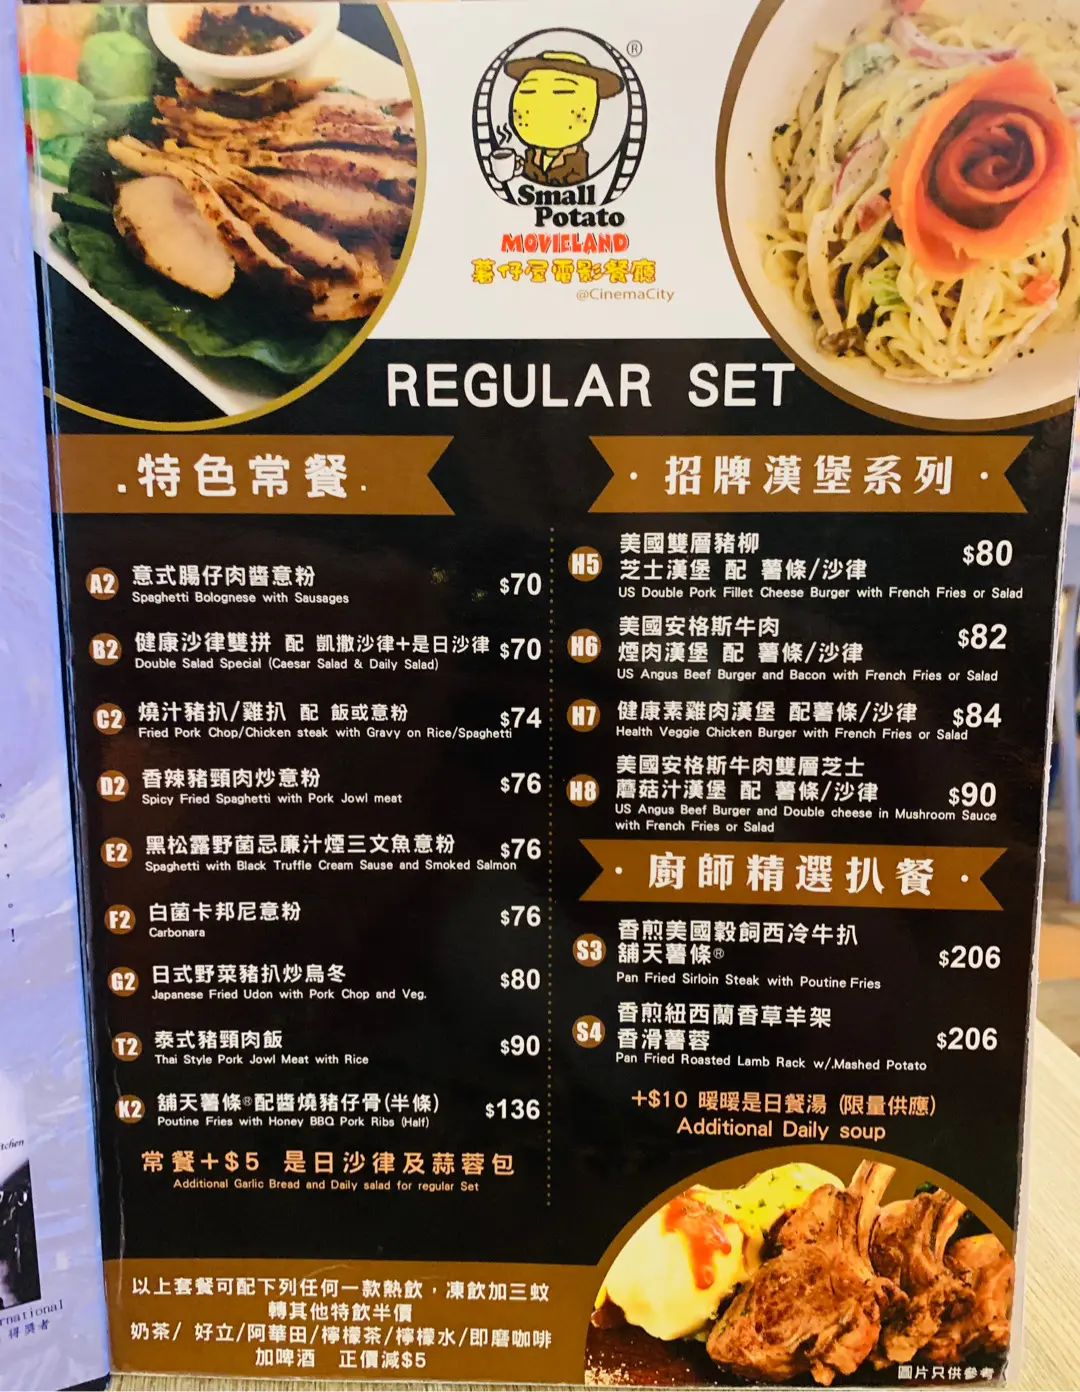 ®
Small
Potato
MOVIELAND
薯仔屋電影餐廳
@CinemaCity
REGULAR SET
.特色常餐.
A2 意式腸仔肉醬意粉 $70
Spaghetti Bolognese with Sausages
B2 健康沙律雙拼 配 凱撒沙律+是日沙律 $70
Double Salad Special (Caesar Salad & Daily Salad)
C2 燒汁豬扒/雞扒 配 飯或意粉 $74
Fried Pork Chop/Chicken steak with Gravy on Rice/Spaghetti
D2 香辣豬頸肉炒意粉 $76
Spicy Fried Spaghetti with Pork Jowl meat
E2 黑松露野菌忌廉汁煙三文魚意粉 $76
Spaghetti with Black Truffle Cream Sause and Smoked Salmon
F2 白菌卡邦尼意粉 $76
Carbonara
G2 日式野菜豬扒炒烏冬 $80
Japanese Fried Udon with Pork Chop and Veg.
T2 泰式豬頸肉飯 $90
Thai Style Pork Jowl Meat with Rice
K2 舖天薯條®配醬燒豬仔骨(半條) $136
Poutine Fries with Honey BBQ Pork Ribs (Half)
常餐+$5 是日沙律及蒜蓉包
Additional Garlic Bread and Daily salad for regular Set
以上套餐可配下列任何一款熱飲，凍飲加三蚊
轉其他特飲半價
奶茶/ 好立/阿華田/檸檬茶/檸檬水/即磨咖啡
加啤酒 正價減$5
·招牌漢堡系列·
H5 美國雙層豬柳
芝士漢堡 配 薯條/沙律 $80
US Double Pork Fillet Cheese Burger with French Fries or Salad
H6 美國安格斯牛肉
煙肉漢堡 配 薯條/沙律 $82
US Angus Beef Burger and Bacon with French Fries or Salad
H7 健康素雞肉漢堡 配薯條/沙律 $84
Health Veggie Chicken Burger with French Fries or Salad
H8 美國安格斯牛肉雙層芝士
蘑菇汁漢堡 配 薯條/沙律 $90
US Angus Beef Burger and Double cheese in Mushroom Sauce
with French Fries or Salad
·廚師精選扒餐·
S3 香煎美國穀飼西冷牛扒
舖天薯條® $206
Pan Fried Sirloin Steak with Poutine Fries
S4 香煎紐西蘭香草羊架
香滑薯蓉 $206
Pan Fried Roasted Lamb Rack w/.Mashed Potato
+$10 暖暖是日餐湯 (限量供應)
Additional Daily soup
圖片只供參考
tchen
rnational
得獎者